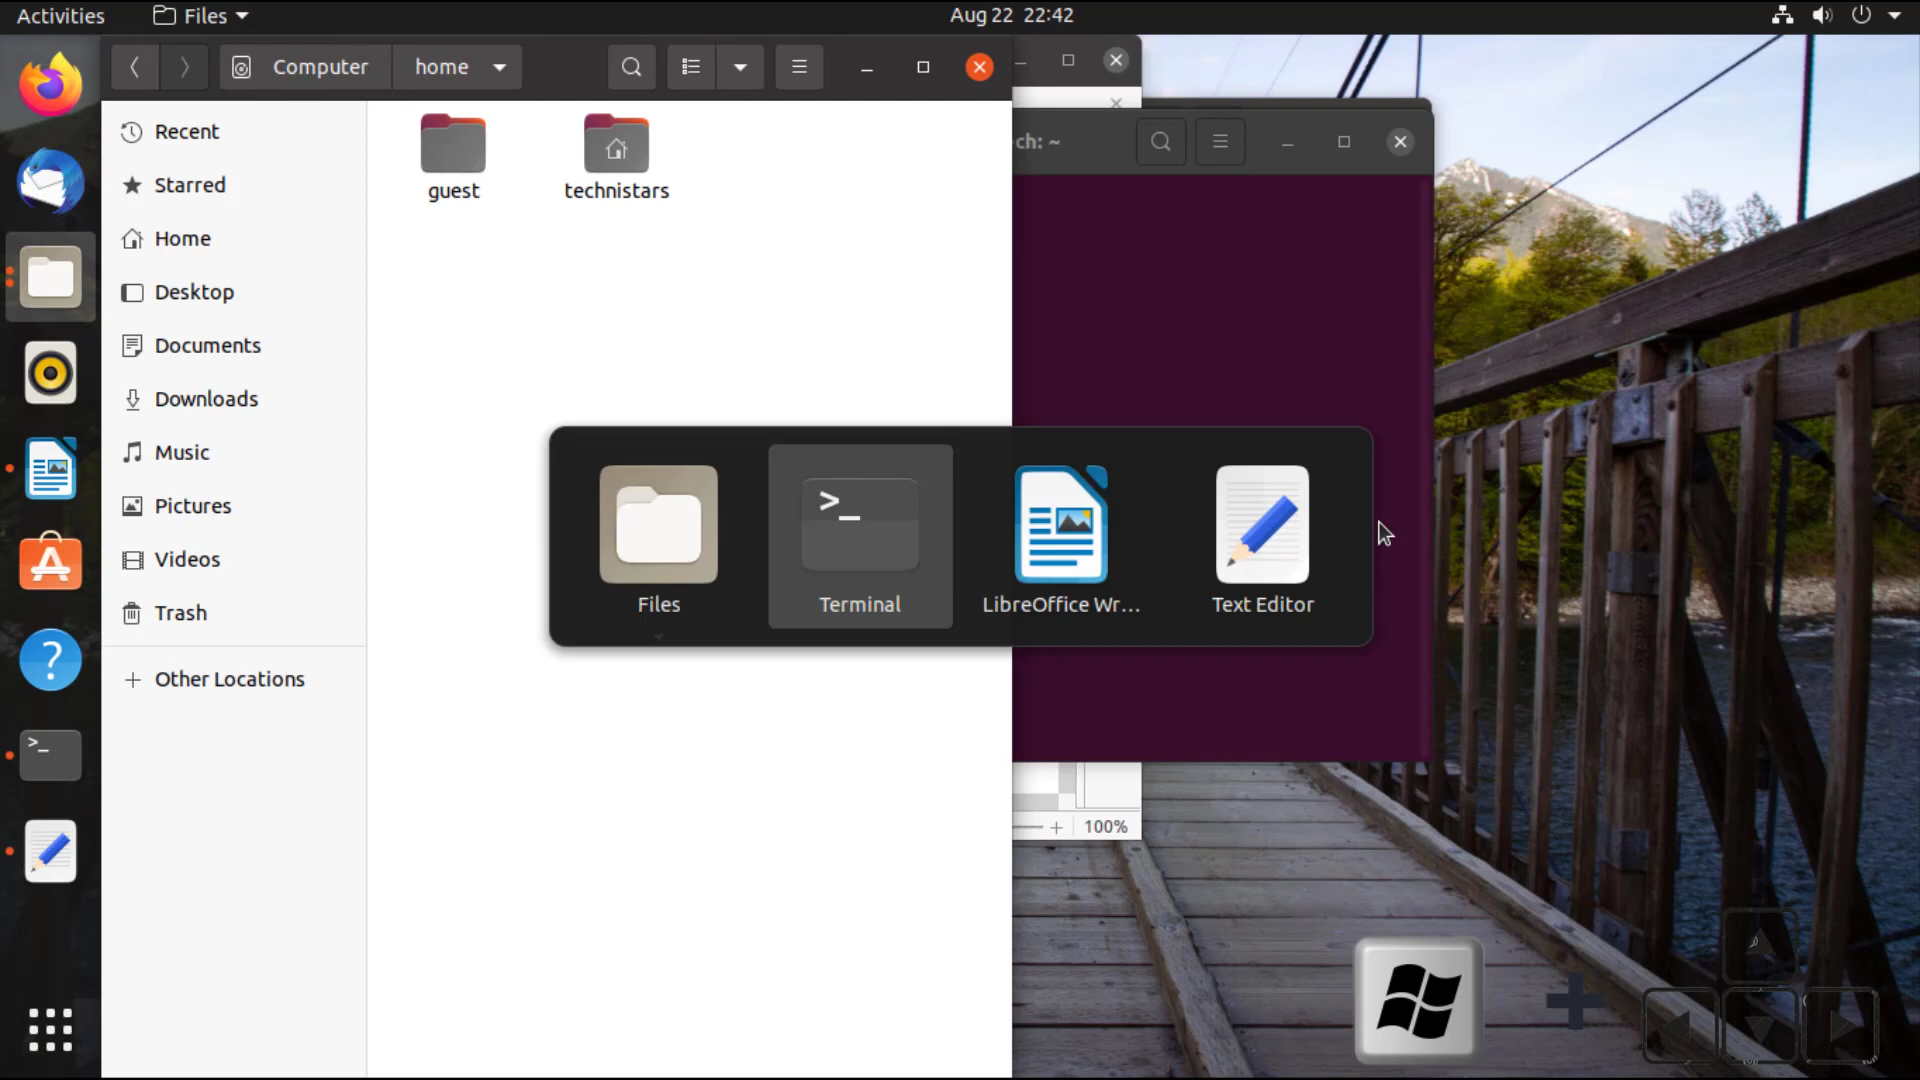 Activities
Files
Aug 22 22:42
Computer
home
Recent
Starred
Home
Desktop
Documents
Downloads
Music
Pictures
Videos
Trash
Other Locations
guest
technistars
ch: ~
>_
Files
Terminal
LibreOffice Wr...
Text Editor
100%
?
>_